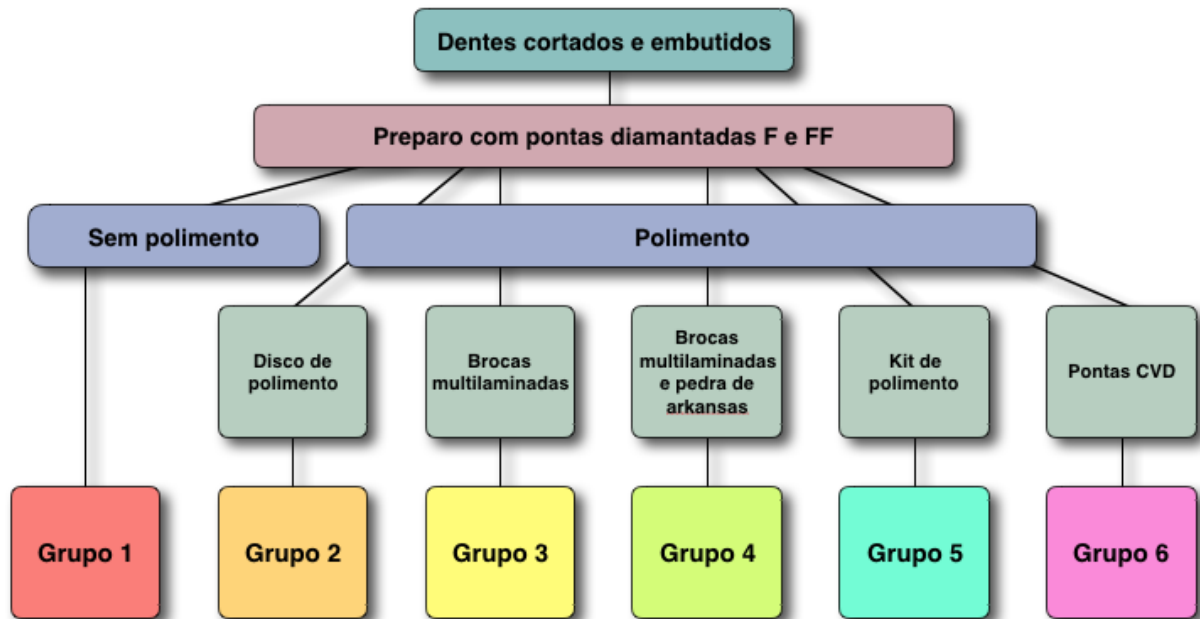 Dentes cortados e embutidos
Preparo com pontas diamantadas F e FF
Sem polimento
Polimento
Disco de
polimento
Brocas
multilaminadas
Brocas
multilaminadas
e pedra de
arkansas
Kit de
polimento
Pontas CVD
Grupo 1
Grupo 2
Grupo 3
Grupo 4
Grupo 5
Grupo 6